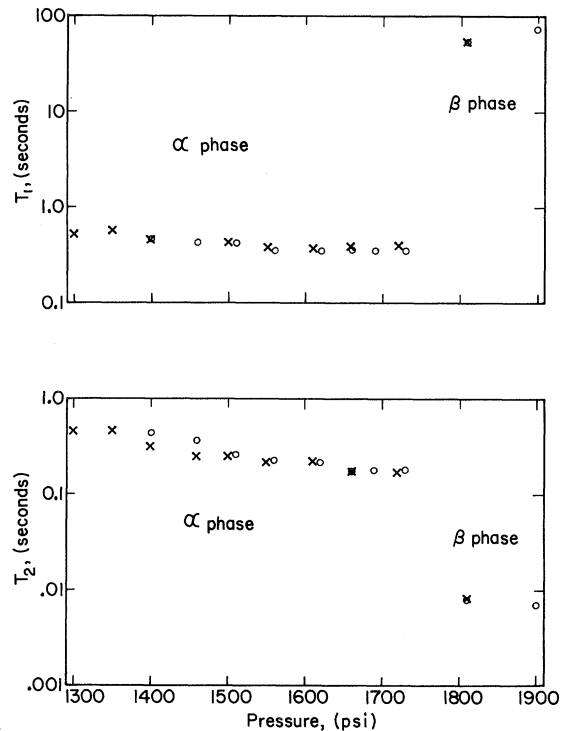 100
10
1.0
0.1
T1, (seconds)
α phase
β phase
1.0
0.1
.01
.001
T2, (seconds)
α phase
β phase
1300 1400 1500 1600 1700 1800 1900
Pressure, (psi)